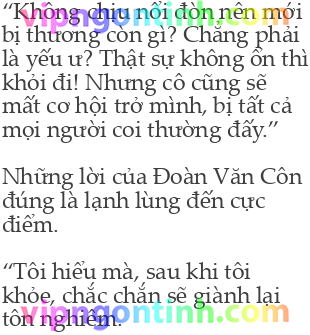 “Không chịu nổi đòn nên mới
vipngontinh.com
bị thương còn gì? Chẳng phải
là yếu ư? Thật sự không ổn thì
khỏi đi! Nhưng cô cũng sẽ
mất cơ hội trở mình, bị tất cả
mọi người coi thường đấy.”
Những lời của Đoàn Văn Côn
đúng là lạnh lùng đến cực
điểm.
“Tôi hiểu mà, sau khi tôi
khỏe, chắc chắn sẽ giành lại
vipngontinh.com
tôn nghiêm.